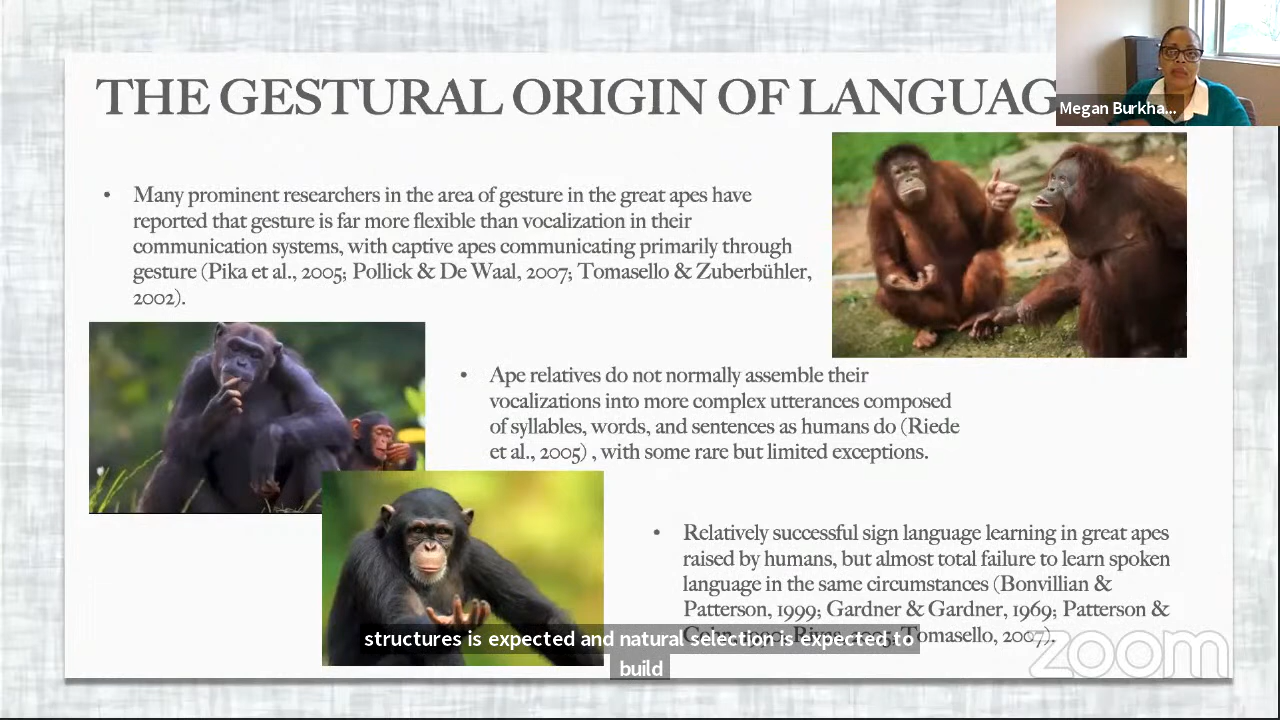 THE GESTURAL ORIGIN OF LANGUAG
Megan Burkha...
• Many prominent researchers in the area of gesture in the great apes have
reported that gesture is far more flexible than vocalization in their
communication systems, with captive apes communicating primarily through
gesture (Pika et al., 2005; Pollick & De Waal, 2007; Tomasello & Zuberbühler,
2002).
• Ape relatives do not normally assemble their
vocalizations into more complex utterances composed
of syllables, words, and sentences as humans do (Riede
et al., 2005) , with some rare but limited exceptions.
• Relatively successful sign language learning in great apes
raised by humans, but almost total failure to learn spoken
language in the same circumstances (Bonvillian &
Patterson, 1999; Gardner & Gardner, 1969; Patterson &
Tomasello, 2007).
structures is expected and natural selection is expected to
build
zoom